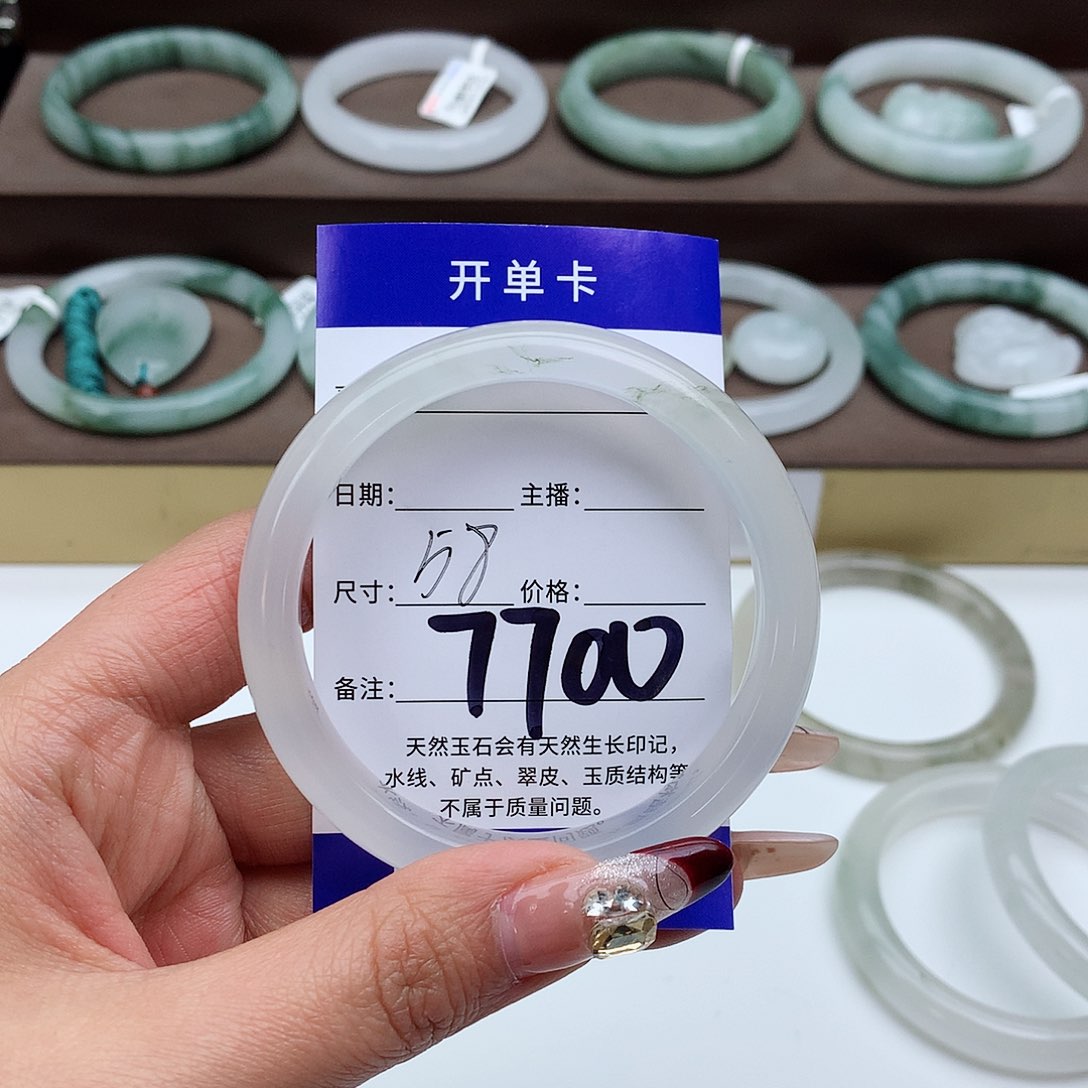 开单卡
日期： 主播：
尺寸：58 价格：
7700
备注：
天然玉石会有天然生长印记，
水线、矿点、翠皮、玉质结构等
不属于质量问题。